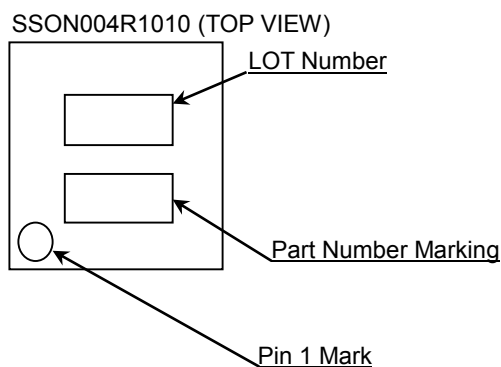 SSON004R1010 (TOP VIEW)
LOT Number
Part Number Marking
Pin 1 Mark